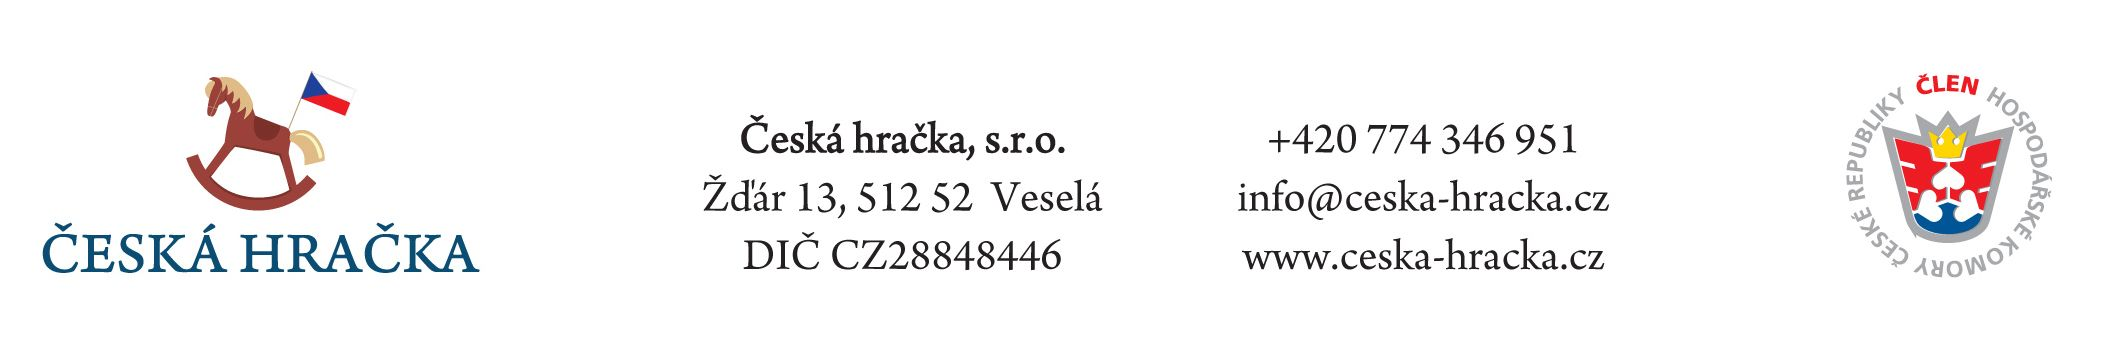 ČESKÁ HRAČKA
Česká hračka, s.r.o.
Žďár 13, 512 52 Veselá
DIČ CZ28848446
+420 774 346 951
info@ceska-hracka.cz
www.ceska-hracka.cz
ČLEN HOSPODÁŘSKÉ KOMORY ČESKÉ REPUBLIKY